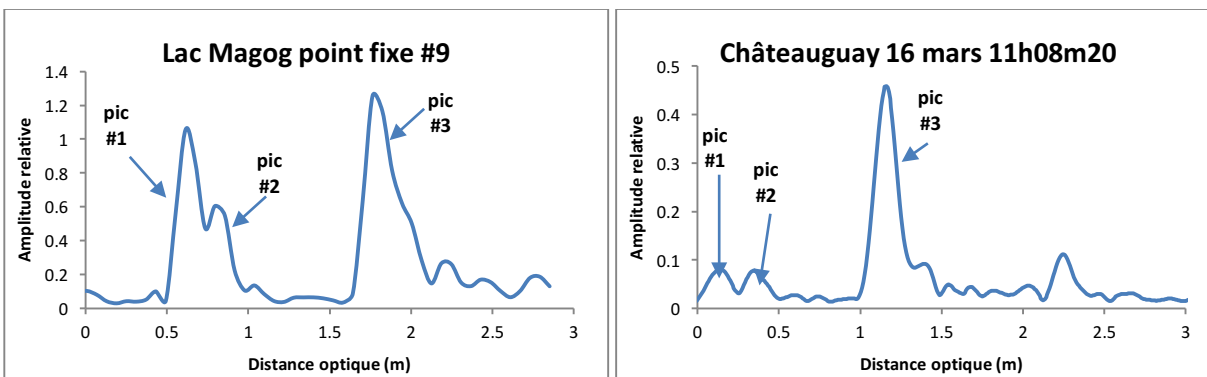 Lac Magog point fixe #9
Amplitude relative
1.4
1.2
1
0.8
0.6
0.4
0.2
0
pic
#1
pic
#2
pic
#3
0 0.5 1 1.5 2 2.5 3
Distance optique (m)
Châteauguay 16 mars 11h08m20
Amplitude relative
0.5
0.4
0.3
0.2
0.1
0
pic
#1
pic
#2
pic
#3
0 0.5 1 1.5 2 2.5 3
Distance optique (m)